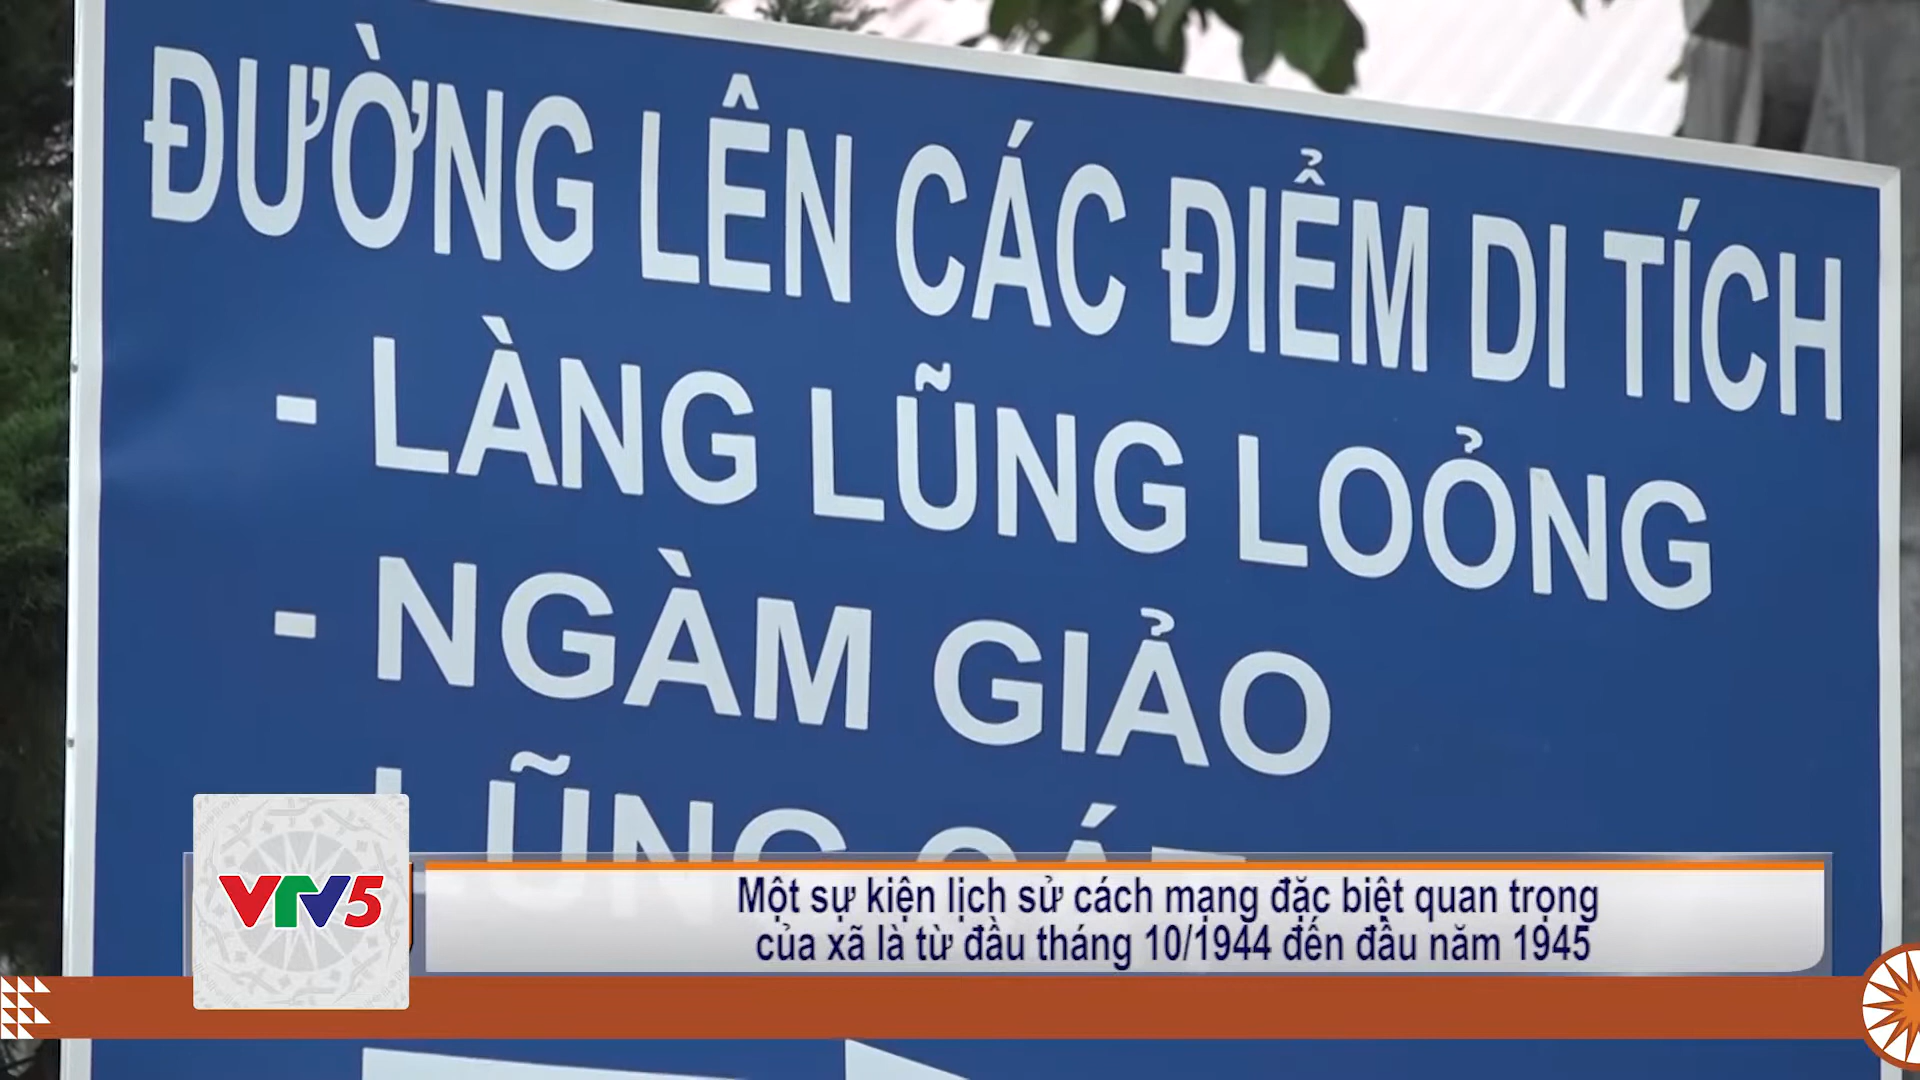 ĐƯỜNG LÊN CÁC ĐIỂM DI TÍCH
- LÀNG LŨNG LOỎNG
- NGÀM GIẢO
LŨNG
VTV5
Một sự kiện lịch sử cách mạng đặc biệt quan trọng
của xã là từ đầu tháng 10/1944 đến đầu năm 1945